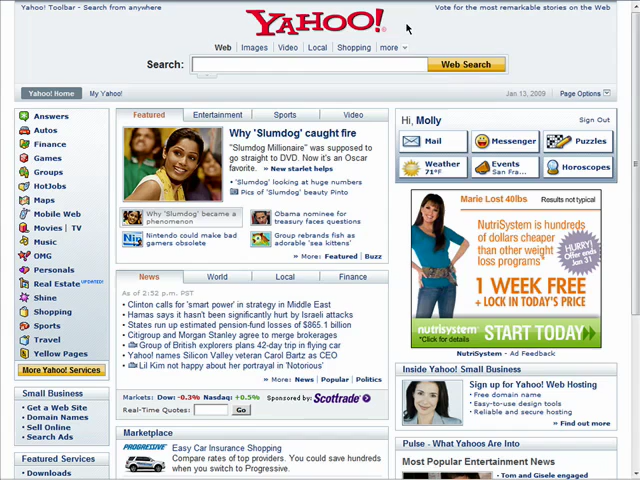 Yahoo! Toolbar - Search from anywhere
YAHOO!
Vote for the most remarkable stories on the Web
Web | Images | Video | Local | Shopping | more
Search:
Web Search
Yahoo! Home
My Yahoo!
Jan 13, 2009
Page Options
Answers
Autos
Finance
Games
Groups
HotJobs
Maps
Mobile Web
Movies | TV
Music
OMG
Personals
Real Estate UPDATED!
Shine
Shopping
Sports
Travel
Yellow Pages
More Yahoo! Services
Small Business
Get a Web Site
Domain Names
Sell Online
Search Ads
Featured Services
Downloads
Featured
Entertainment
Sports
Video
Why 'Slumdog' caught fire
"Slumdog Millionaire" was supposed to
go straight to DVD. Now it's an Oscar
favorite. » New starlet helps
• 'Slumdog' looking at huge numbers
Pics of 'Slumdog' beauty Pinto
Why 'Slumdog' became a
phenomenon
Obama nominee for
treasury faces questions
Nintendo could make bad
gamers obsolete
Group rebrands fish as
adorable 'sea kittens'
» More: Featured | Buzz
News
World
Local
Finance
As of 2:52 p.m. PST
• Clinton calls for 'smart power' in strategy in Middle East
• Hamas says it hasn't been significantly hurt by Israeli attacks
• States run up estimated pension-fund losses of $865.1 billion
• Citigroup and Morgan Stanley agree to merge brokerages
• Group of British explorers plans 42-day trip in flying car
• Yahoo! names Silicon Valley veteran Carol Bartz as CEO
• Lil Kim not happy about her portrayal in 'Notorious'
» More: News | Popular | Politics
Markets: Dow: -0.3% Nasdaq: +0.5%
Sponsored by: Scottrade
Real-Time Quotes:
Go
Marketplace
PROGRESSIVE
Easy Car Insurance Shopping
Compare rates of top providers. You could save hundreds
when you switch to Progressive.
Hi, Molly
Sign Out
Mail
Messenger
Puzzles
Weather
71°F
Events
San Fra...
Horoscopes
Marie Lost 40lbs
Results not typical
NutriSystem is hundreds
of dollars cheaper
than other weight
loss programs*
HURRY!
Offer ends
Jan 31
1 WEEK FREE
+ LOCK IN TODAY'S PRICE
nutrisystem
*Click for details
START TODAY
NutriSystem - Ad Feedback
Inside Yahoo! Small Business
Sign up for Yahoo! Web Hosting
• Free domain name
• Easy-to-use design tools
• Reliable and secure hosting
» Find out more
Pulse - What Yahoos Are Into
Most Popular Entertainment News
• Tom and Gisele engaged